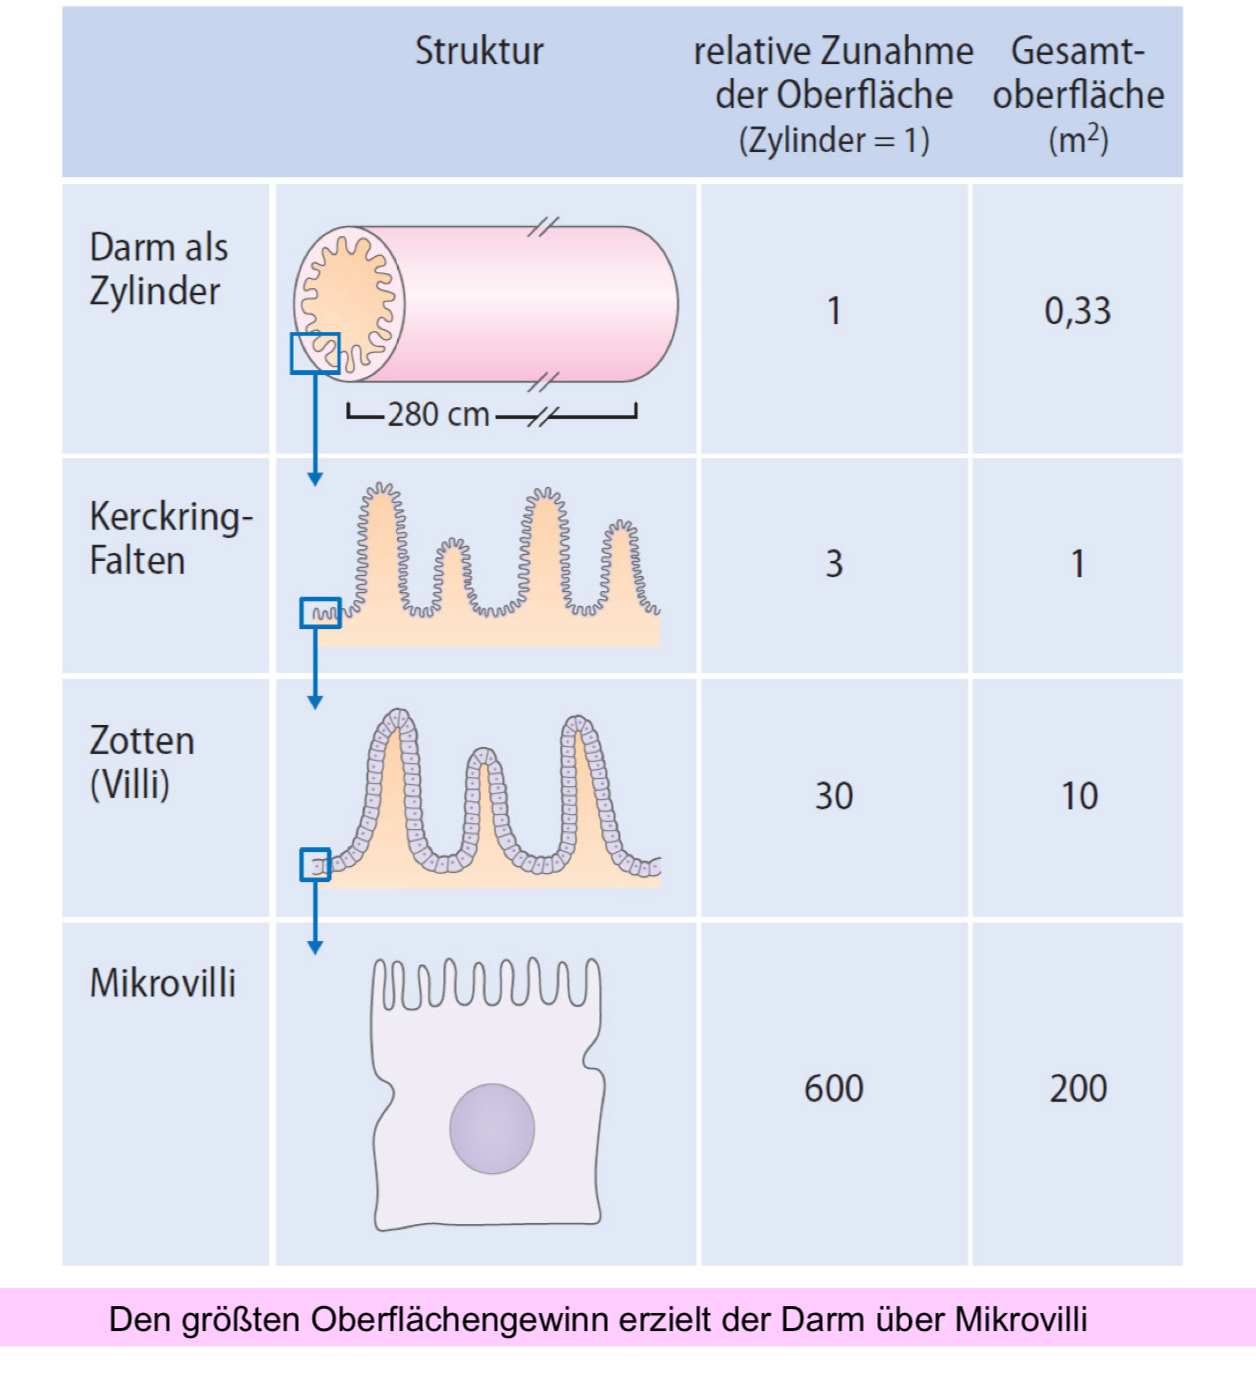 Struktur
relative Zunahme
der Oberfläche
(Zylinder = 1)
Gesamt-
oberfläche
(m²)
Darm als
Zylinder
280 cm
1
0,33
Kerckring-
Falten
3
1
Zotten
(Villi)
30
10
Mikrovilli
600
200
Den größten Oberflächengewinn erzielt der Darm über Mikrovilli